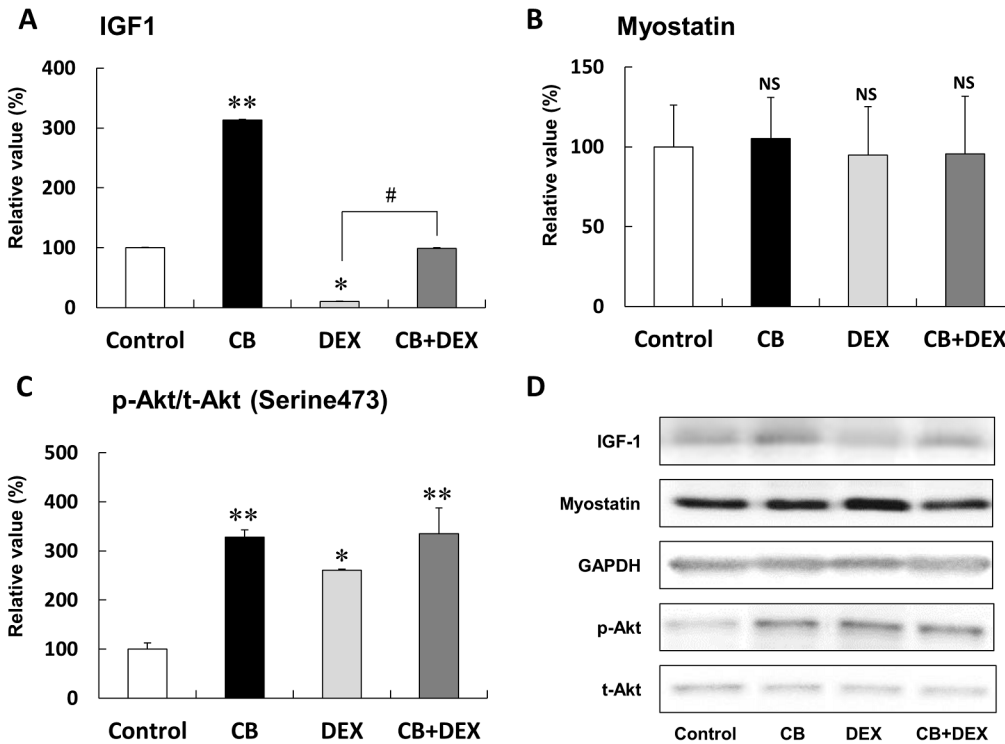 A
IGF1
Relative value (%)
400
300
200
100
0
**
*
#
Control
CB
DEX
CB+DEX
B
Myostatin
Relative value (%)
150
100
50
0
NS
NS
NS
Control
CB
DEX
CB+DEX
C
p-Akt/t-Akt (Serine473)
Relative value (%)
500
400
300
200
100
0
**
*
**
Control
CB
DEX
CB+DEX
D
IGF-1
Myostatin
GAPDH
p-Akt
t-Akt
Control
CB
DEX
CB+DEX